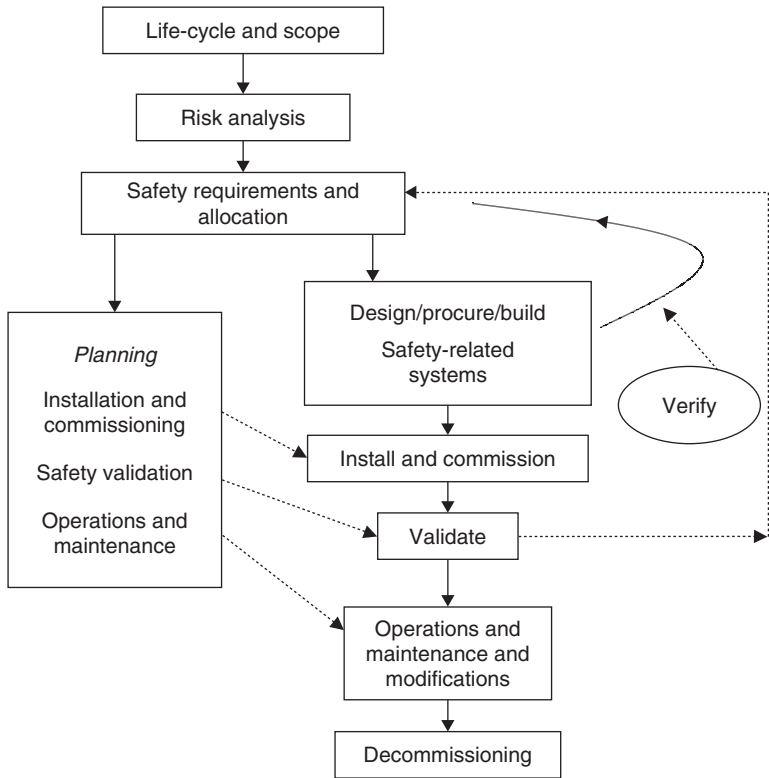 Life-cycle and scope
Risk analysis
Safety requirements and
allocation
Planning
Installation and
commissioning
Safety validation
Operations and
maintenance
Design/procure/build
Safety-related
systems
Verify
Install and commission
Validate
Operations and
maintenance and
modifications
Decommissioning